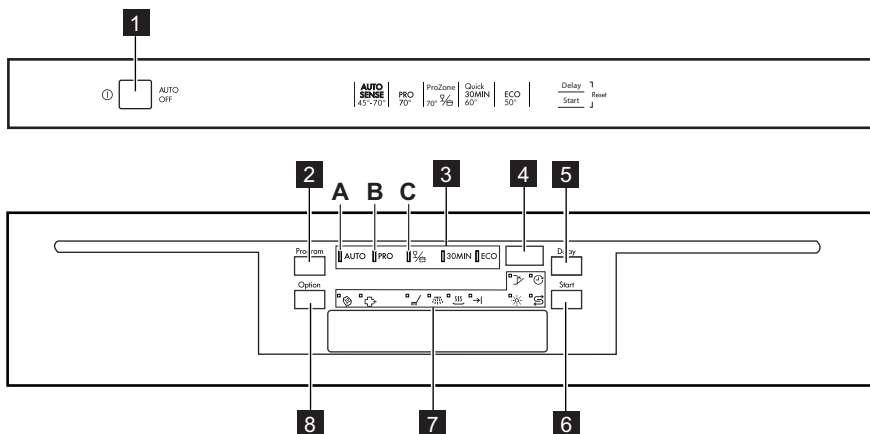 1
AUTO
OFF
AUTO
SENSE
45°-70°
PRO
70°
ProZone
70°
Quick
30MIN
60°
ECO
50°
Delay
Start
Reset
2
A
B
C
3
4
5
Program
AUTO
PRO
30MIN
ECO
Delay
Option
Start
8
7
6